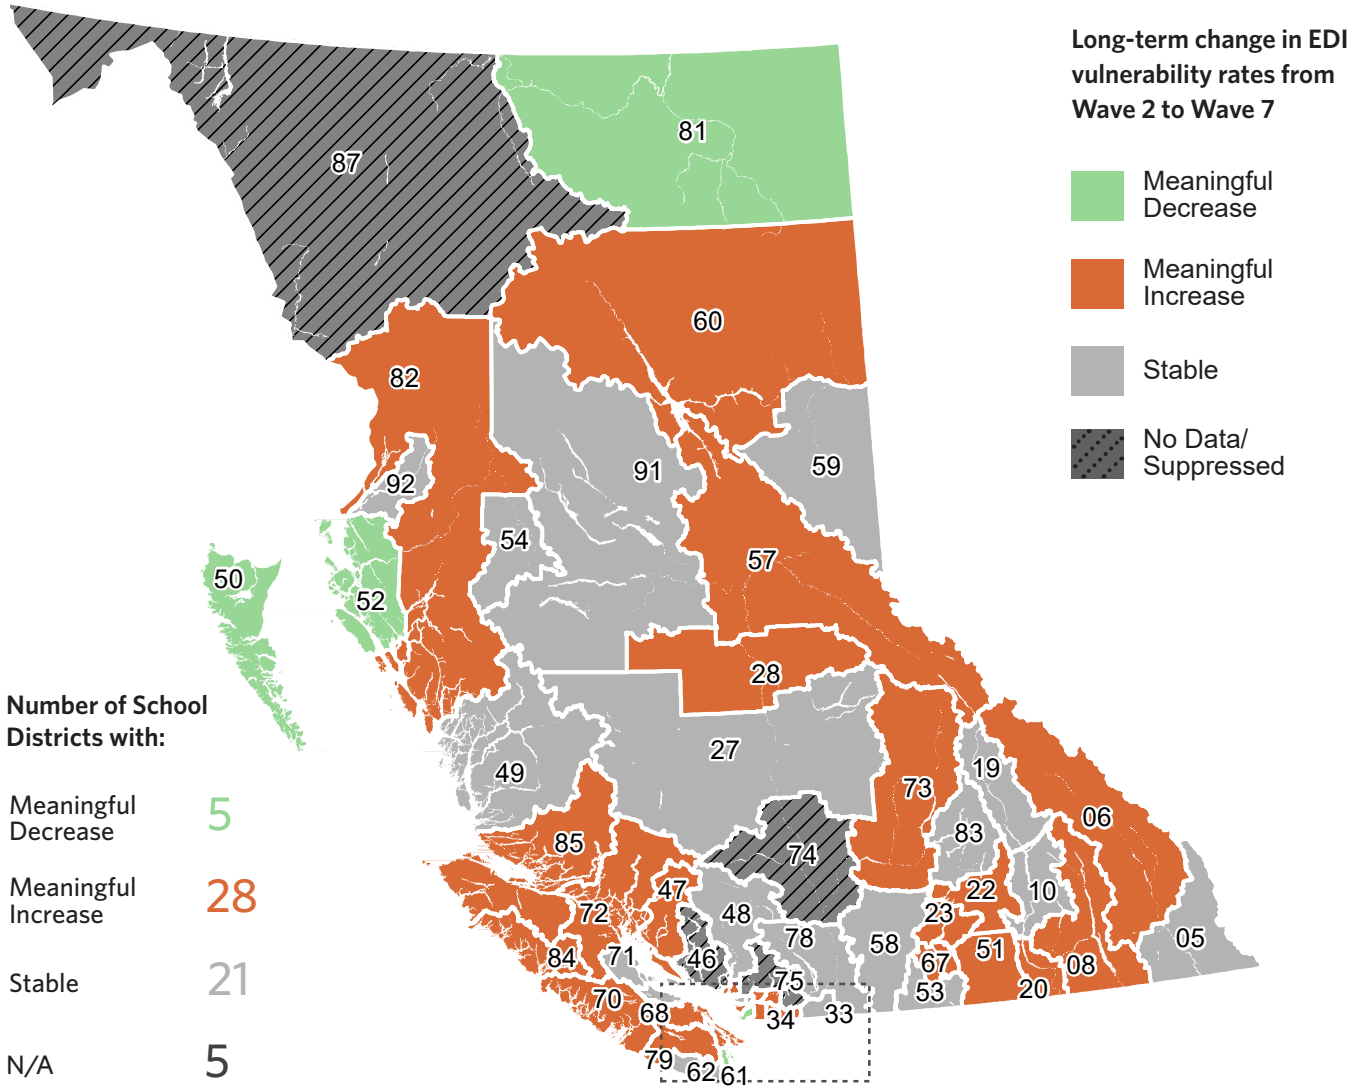 Long-term change in EDI
vulnerability rates from
Wave 2 to Wave 7
Meaningful
Decrease
Meaningful
Increase
Stable
No Data/
Suppressed
81
87
60
82
59
91
92
54
57
50
52
28
27
49
19
73
06
83
85
74
47
22
10
72
48
23
78
58
05
51
84
71
46
67
08
75
53
20
70
68
34
33
79
62
61
Number of School
Districts with:
Meaningful
Decrease
5
Meaningful
Increase
28
Stable
21
N/A
5